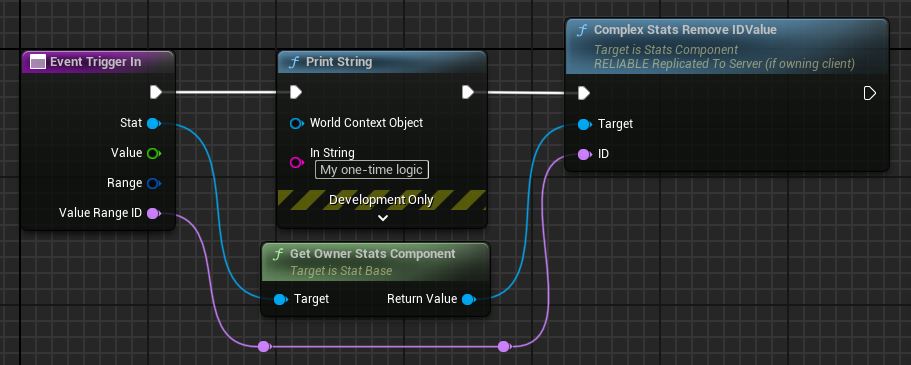 Event Trigger In
Stat
Value
Range
Value Range ID
Print String
World Context Object
In String
My one-time logic
Development Only
Get Owner Stats Component
Target is Stat Base
Target Return Value
Complex Stats Remove IDValue
Target is Stats Component
RELIABLE Replicated To Server (if owning client)
Target
ID